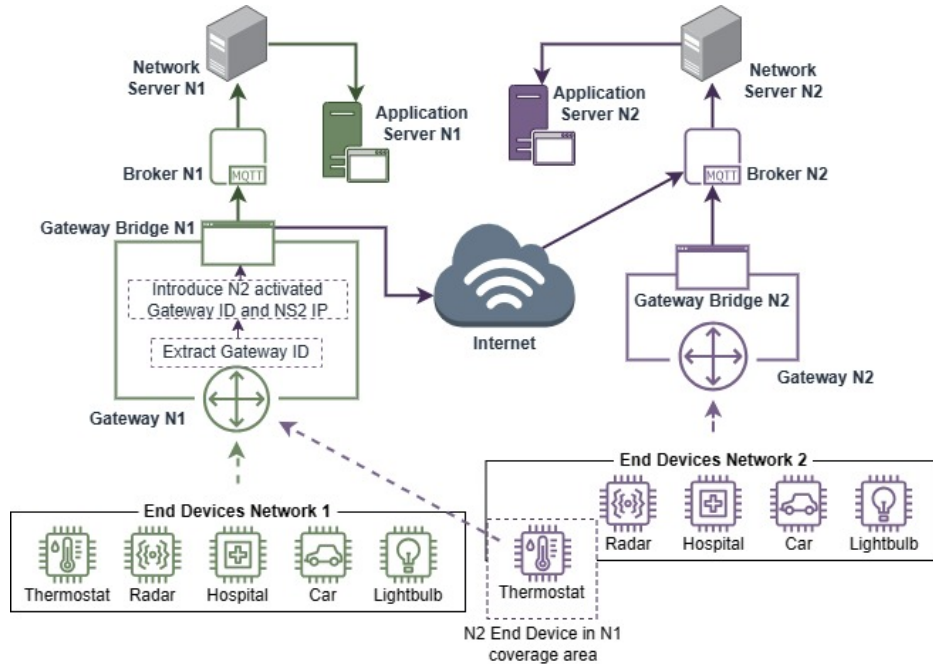 Network
Server N1
Application
Server N1
Broker N1
MQTT
Gateway Bridge N1
Introduce N2 activated
Gateway ID and NS2 IP
Extract Gateway ID
Gateway N1
Internet
Application
Server N2
Network
Server N2
Broker N2
MQTT
Gateway Bridge N2
Gateway N2
End Devices Network 1
Thermostat
Radar
Hospital
Car
Lightbulb
End Devices Network 2
Radar
Hospital
Car
Lightbulb
Thermostat
N2 End Device in N1
coverage area